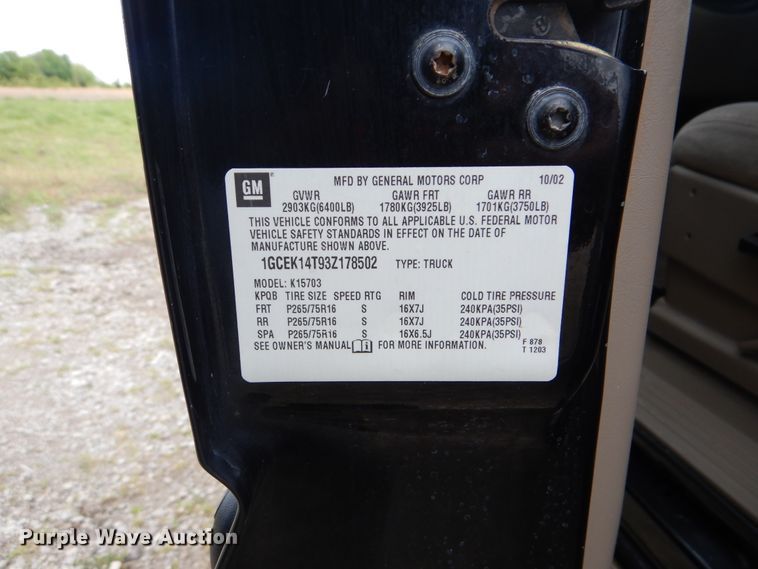 GM MFD BY GENERAL MOTORS CORP 10/02
GVWR GAWR FRT GAWR RR
2903KG(6400LB) 1780KG(3925LB) 1701KG(3750LB)
THIS VEHICLE CONFORMS TO ALL APPLICABLE U.S. FEDERAL MOTOR
VEHICLE SAFETY STANDARDS IN EFFECT ON THE DATE OF
MANUFACTURE SHOWN ABOVE.
1GCEK14T93Z178502 TYPE: TRUCK
MODEL: K15703
KPQB TIRE SIZE SPEED RTG RIM COLD TIRE PRESSURE
FRT P265/75R16 S 16X7J 240KPA(35PSI)
RR P265/75R16 S 16X7J 240KPA(35PSI)
SPA P265/75R16 S 16X6.5J 240KPA(35PSI)
SEE OWNER'S MANUAL i FOR MORE INFORMATION.
F 878
T 1203
Purple Wave Auction